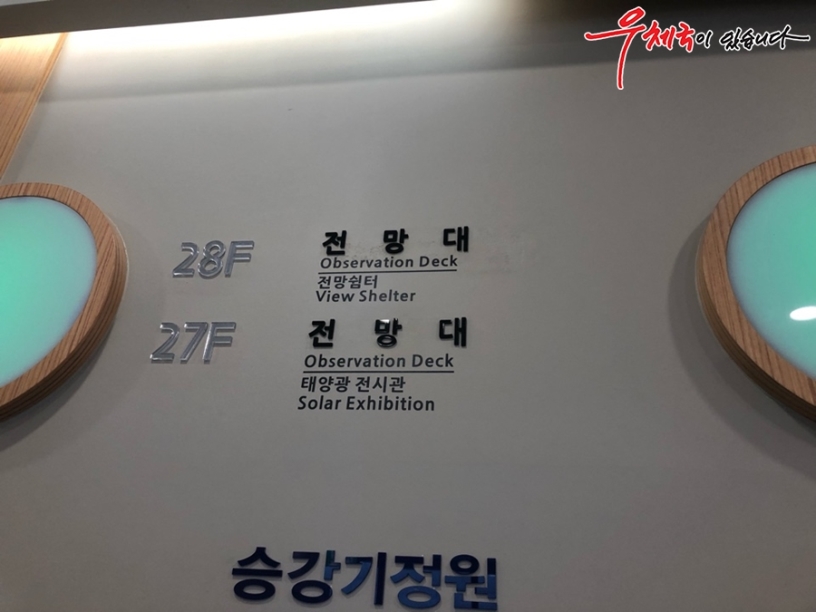 우체국이 있습니다
28F
전망대
Observation Deck
전망쉼터
View Shelter
27F
전망대
Observation Deck
태양광 전시관
Solar Exhibition
승강기정원